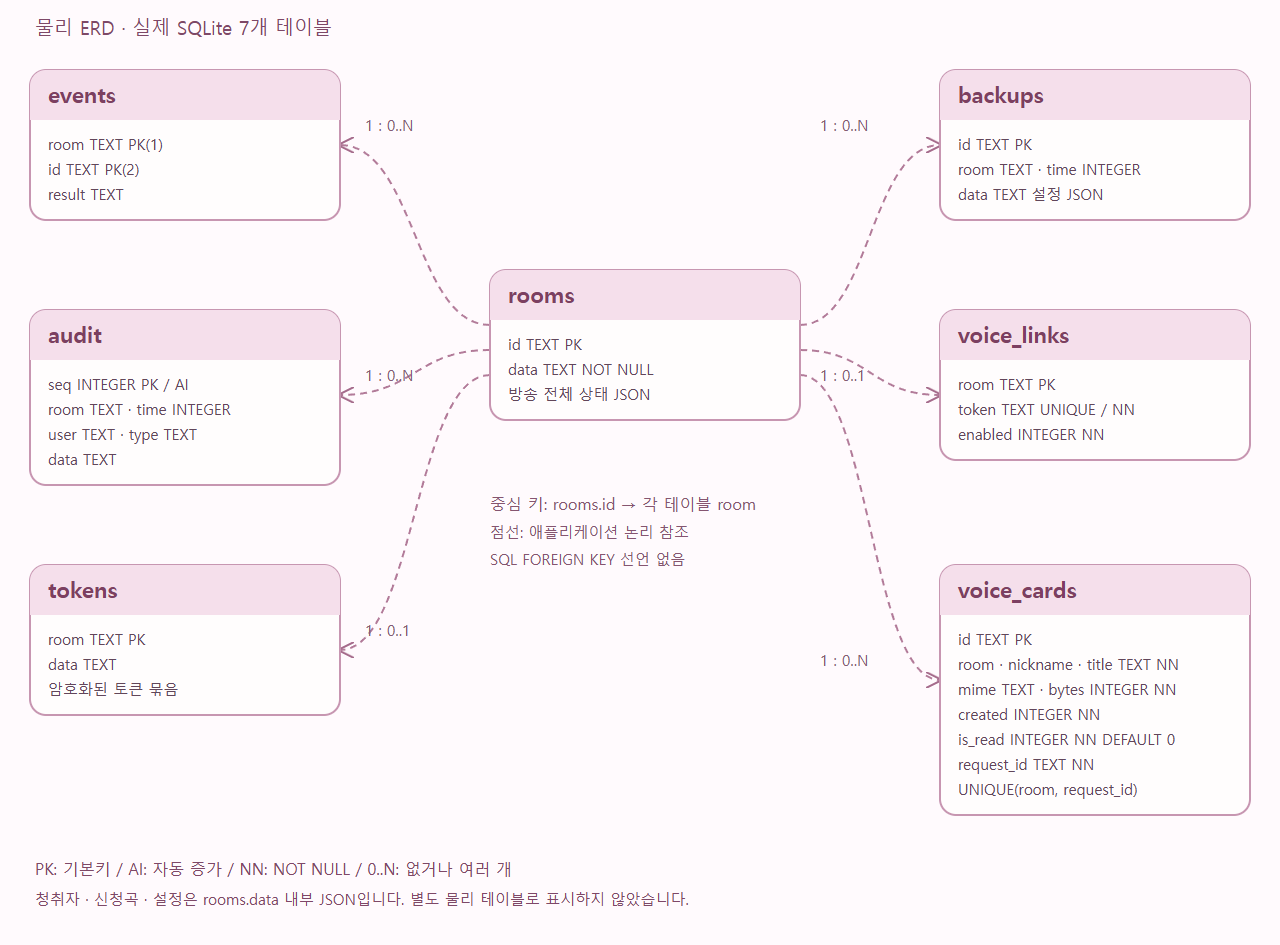 물리 ERD · 실제 SQLite 7개 테이블
events
room TEXT PK(1)
id TEXT PK(2)
result TEXT
1 : 0..N
audit
seq INTEGER PK / AI
room TEXT · time INTEGER
user TEXT · type TEXT
data TEXT
1 : 0..N
tokens
room TEXT PK
data TEXT
암호화된 토큰 묶음
1 : 0..1
rooms
id TEXT PK
data TEXT NOT NULL
방송 전체 상태 JSON
중심 키: rooms.id → 각 테이블 room
점선: 애플리케이션 논리 참조
SQL FOREIGN KEY 선언 없음
1 : 0..N
backups
id TEXT PK
room TEXT · time INTEGER
data TEXT 설정 JSON
1 : 0..1
voice_links
room TEXT PK
token TEXT UNIQUE / NN
enabled INTEGER NN
1 : 0..N
voice_cards
id TEXT PK
room · nickname · title TEXT NN
mime TEXT · bytes INTEGER NN
created INTEGER NN
is_read INTEGER NN DEFAULT 0
request_id TEXT NN
UNIQUE(room, request_id)
PK: 기본키 / AI: 자동 증가 / NN: NOT NULL / 0..N: 없거나 여러 개
청취자 · 신청곡 · 설정은 rooms.data 내부 JSON입니다. 별도 물리 테이블로 표시하지 않았습니다.